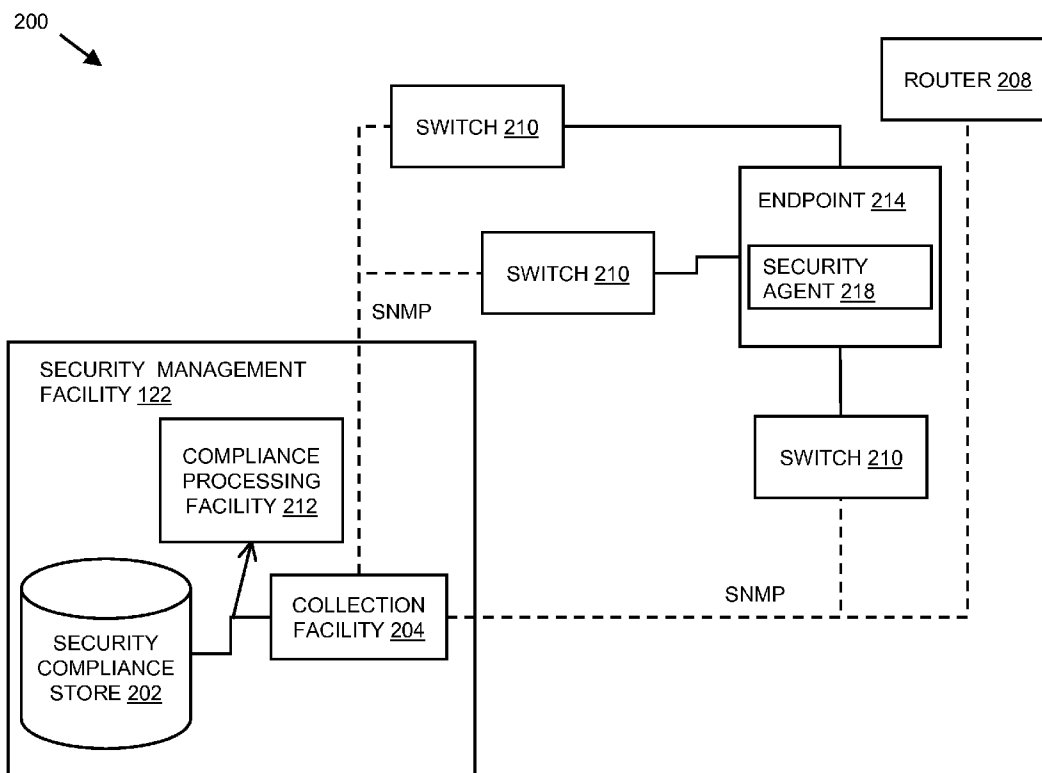 200
ROUTER 208
SWITCH 210
ENDPOINT 214
SECURITY
AGENT 218
SWITCH 210
SNMP
SECURITY MANAGEMENT
FACILITY 122
SWITCH 210
COMPLIANCE
PROCESSING
FACILITY 212
SNMP
COLLECTION
FACILITY 204
SECURITY
COMPLIANCE
STORE 202